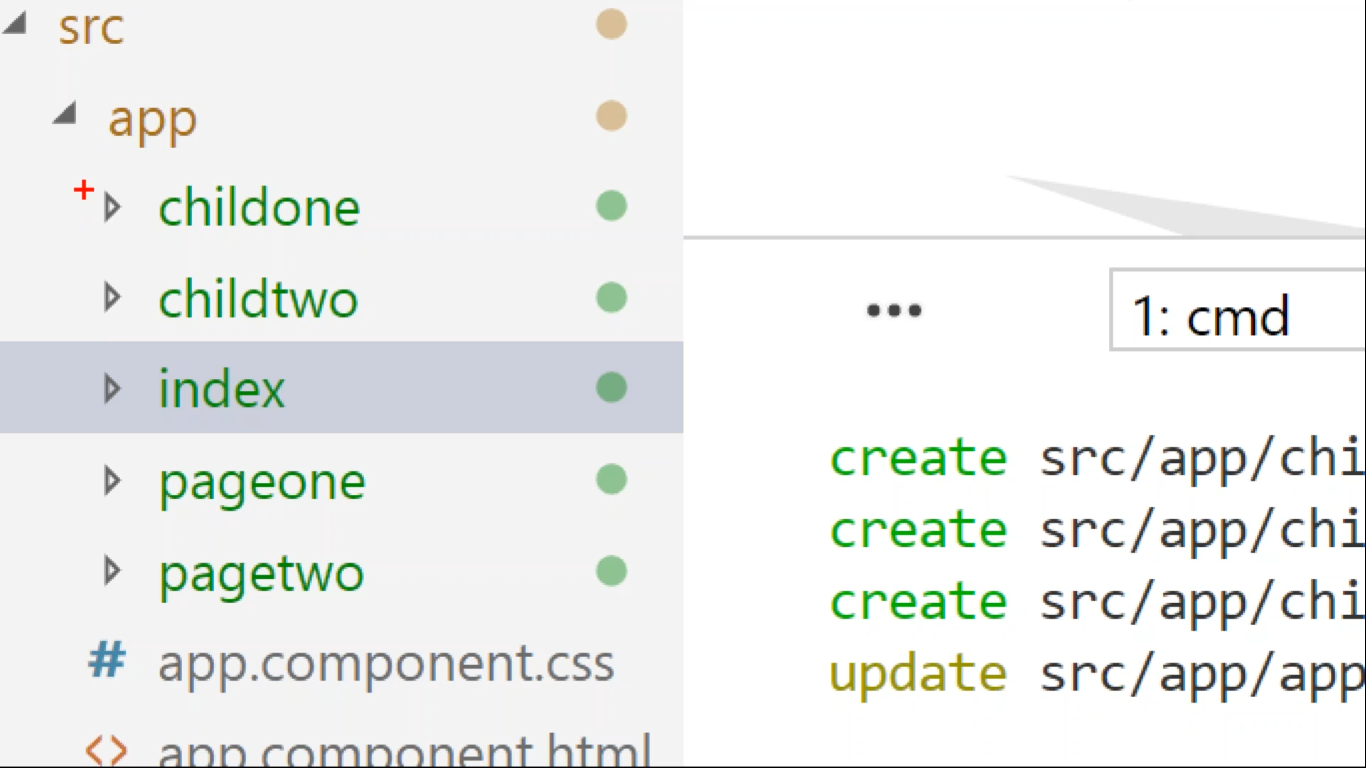 src
app
childone
childtwo
index
pageone
pagetwo
# app.component.css
<> app.component.html
...
1: cmd
create src/app/chi
create src/app/chi
create src/app/chi
update src/app/app